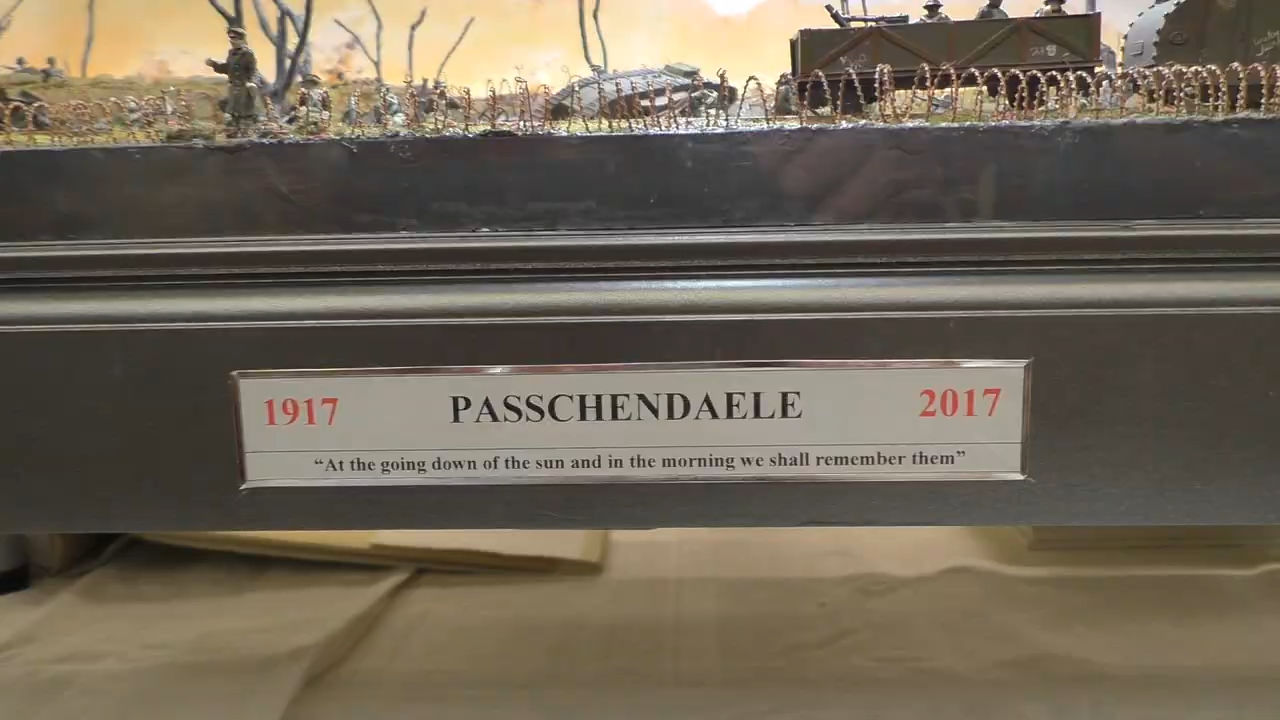 1917 PASSCHENDAELE 2017
“At the going down of the sun and in the morning we shall remember them”